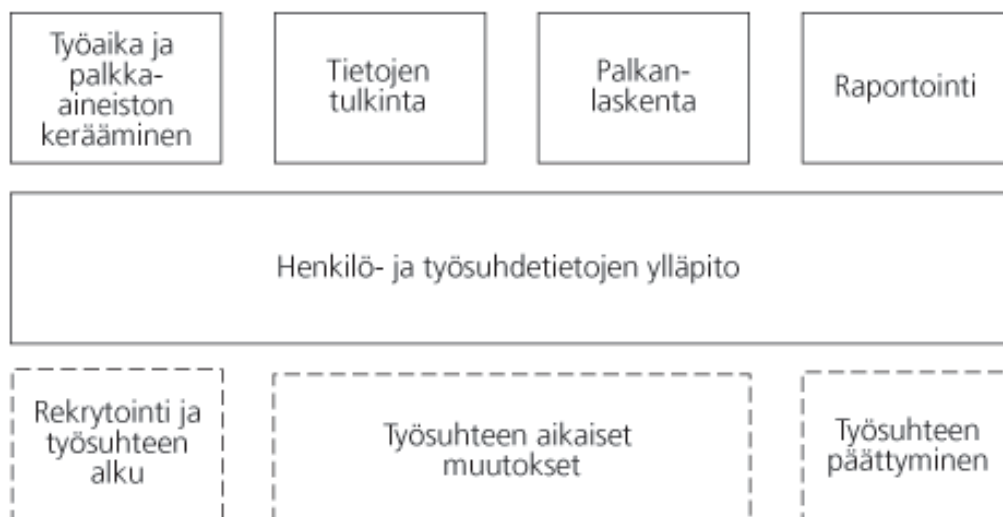 Työaika ja
palkka-
aineiston
kerääminen
Tietojen
tulkinta
Palkan-
laskenta
Raportointi
Henkilö- ja työsuhdetietojen ylläpito
Rekrytointi ja
työsuhteen
alku
Työsuhteen aikaiset
muutokset
Työsuhteen
päättyminen